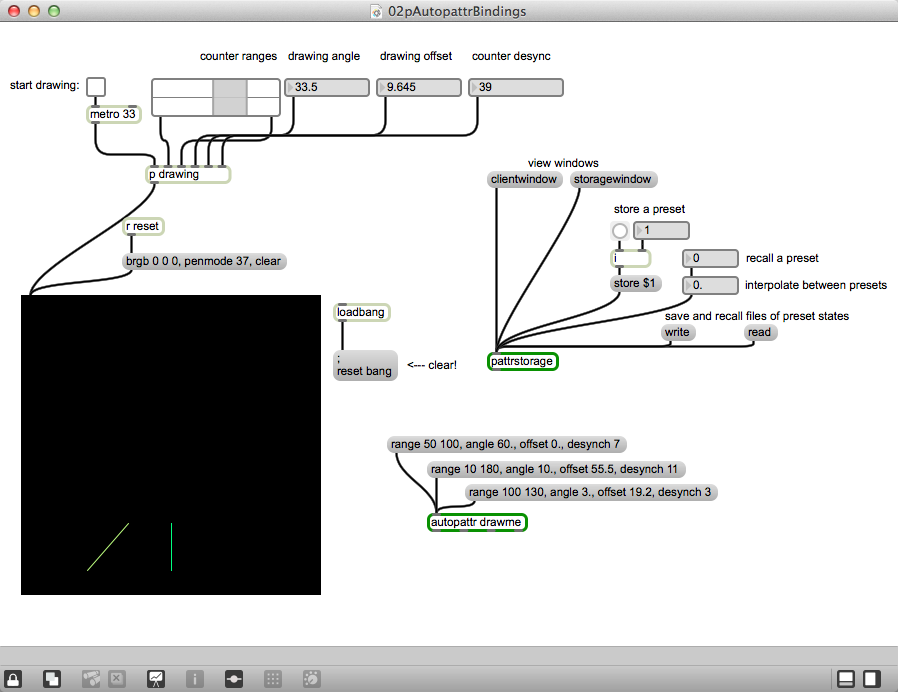 02pAutopattrBindings
counter ranges drawing angle drawing offset counter desync
start drawing: 33.5 9.645 39
metro 33
view windows
p drawing
clientwindow storagewindow
store a preset
r reset 1
brgb 0 0 0, penmode 37, clear
i 0 recall a preset
store $1 0. interpolate between presets
loadbang
save and recall files of preset states
write read
;
reset bang <--- clear!
pattrstorage
range 50 100, angle 60., offset 0., desynch 7
range 10 180, angle 10., offset 55.5, desynch 11
range 100 130, angle 3., offset 19.2, desynch 3
autopattr drawme